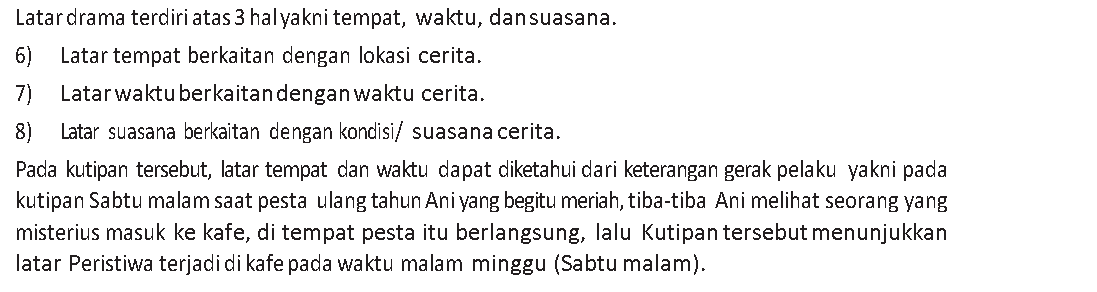 Latar drama terdiri atas 3 hal yakni tempat, waktu, dan suasana.
6) Latar tempat berkaitan dengan lokasi cerita.
7) Latar waktu berkaitan dengan waktu cerita.
8) Latar suasana berkaitan dengan kondisi/ suasana cerita.
Pada kutipan tersebut, latar tempat dan waktu dapat diketahui dari keterangan gerak pelaku yakni pada
kutipan Sabtu malam saat pesta ulang tahun Ani yang begitu meriah, tiba-tiba Ani melihat seorang yang
misterius masuk ke kafe, di tempat pesta itu berlangsung, lalu Kutipan tersebut menunjukkan
latar Peristiwa terjadi di kafe pada waktu malam minggu (Sabtu malam).